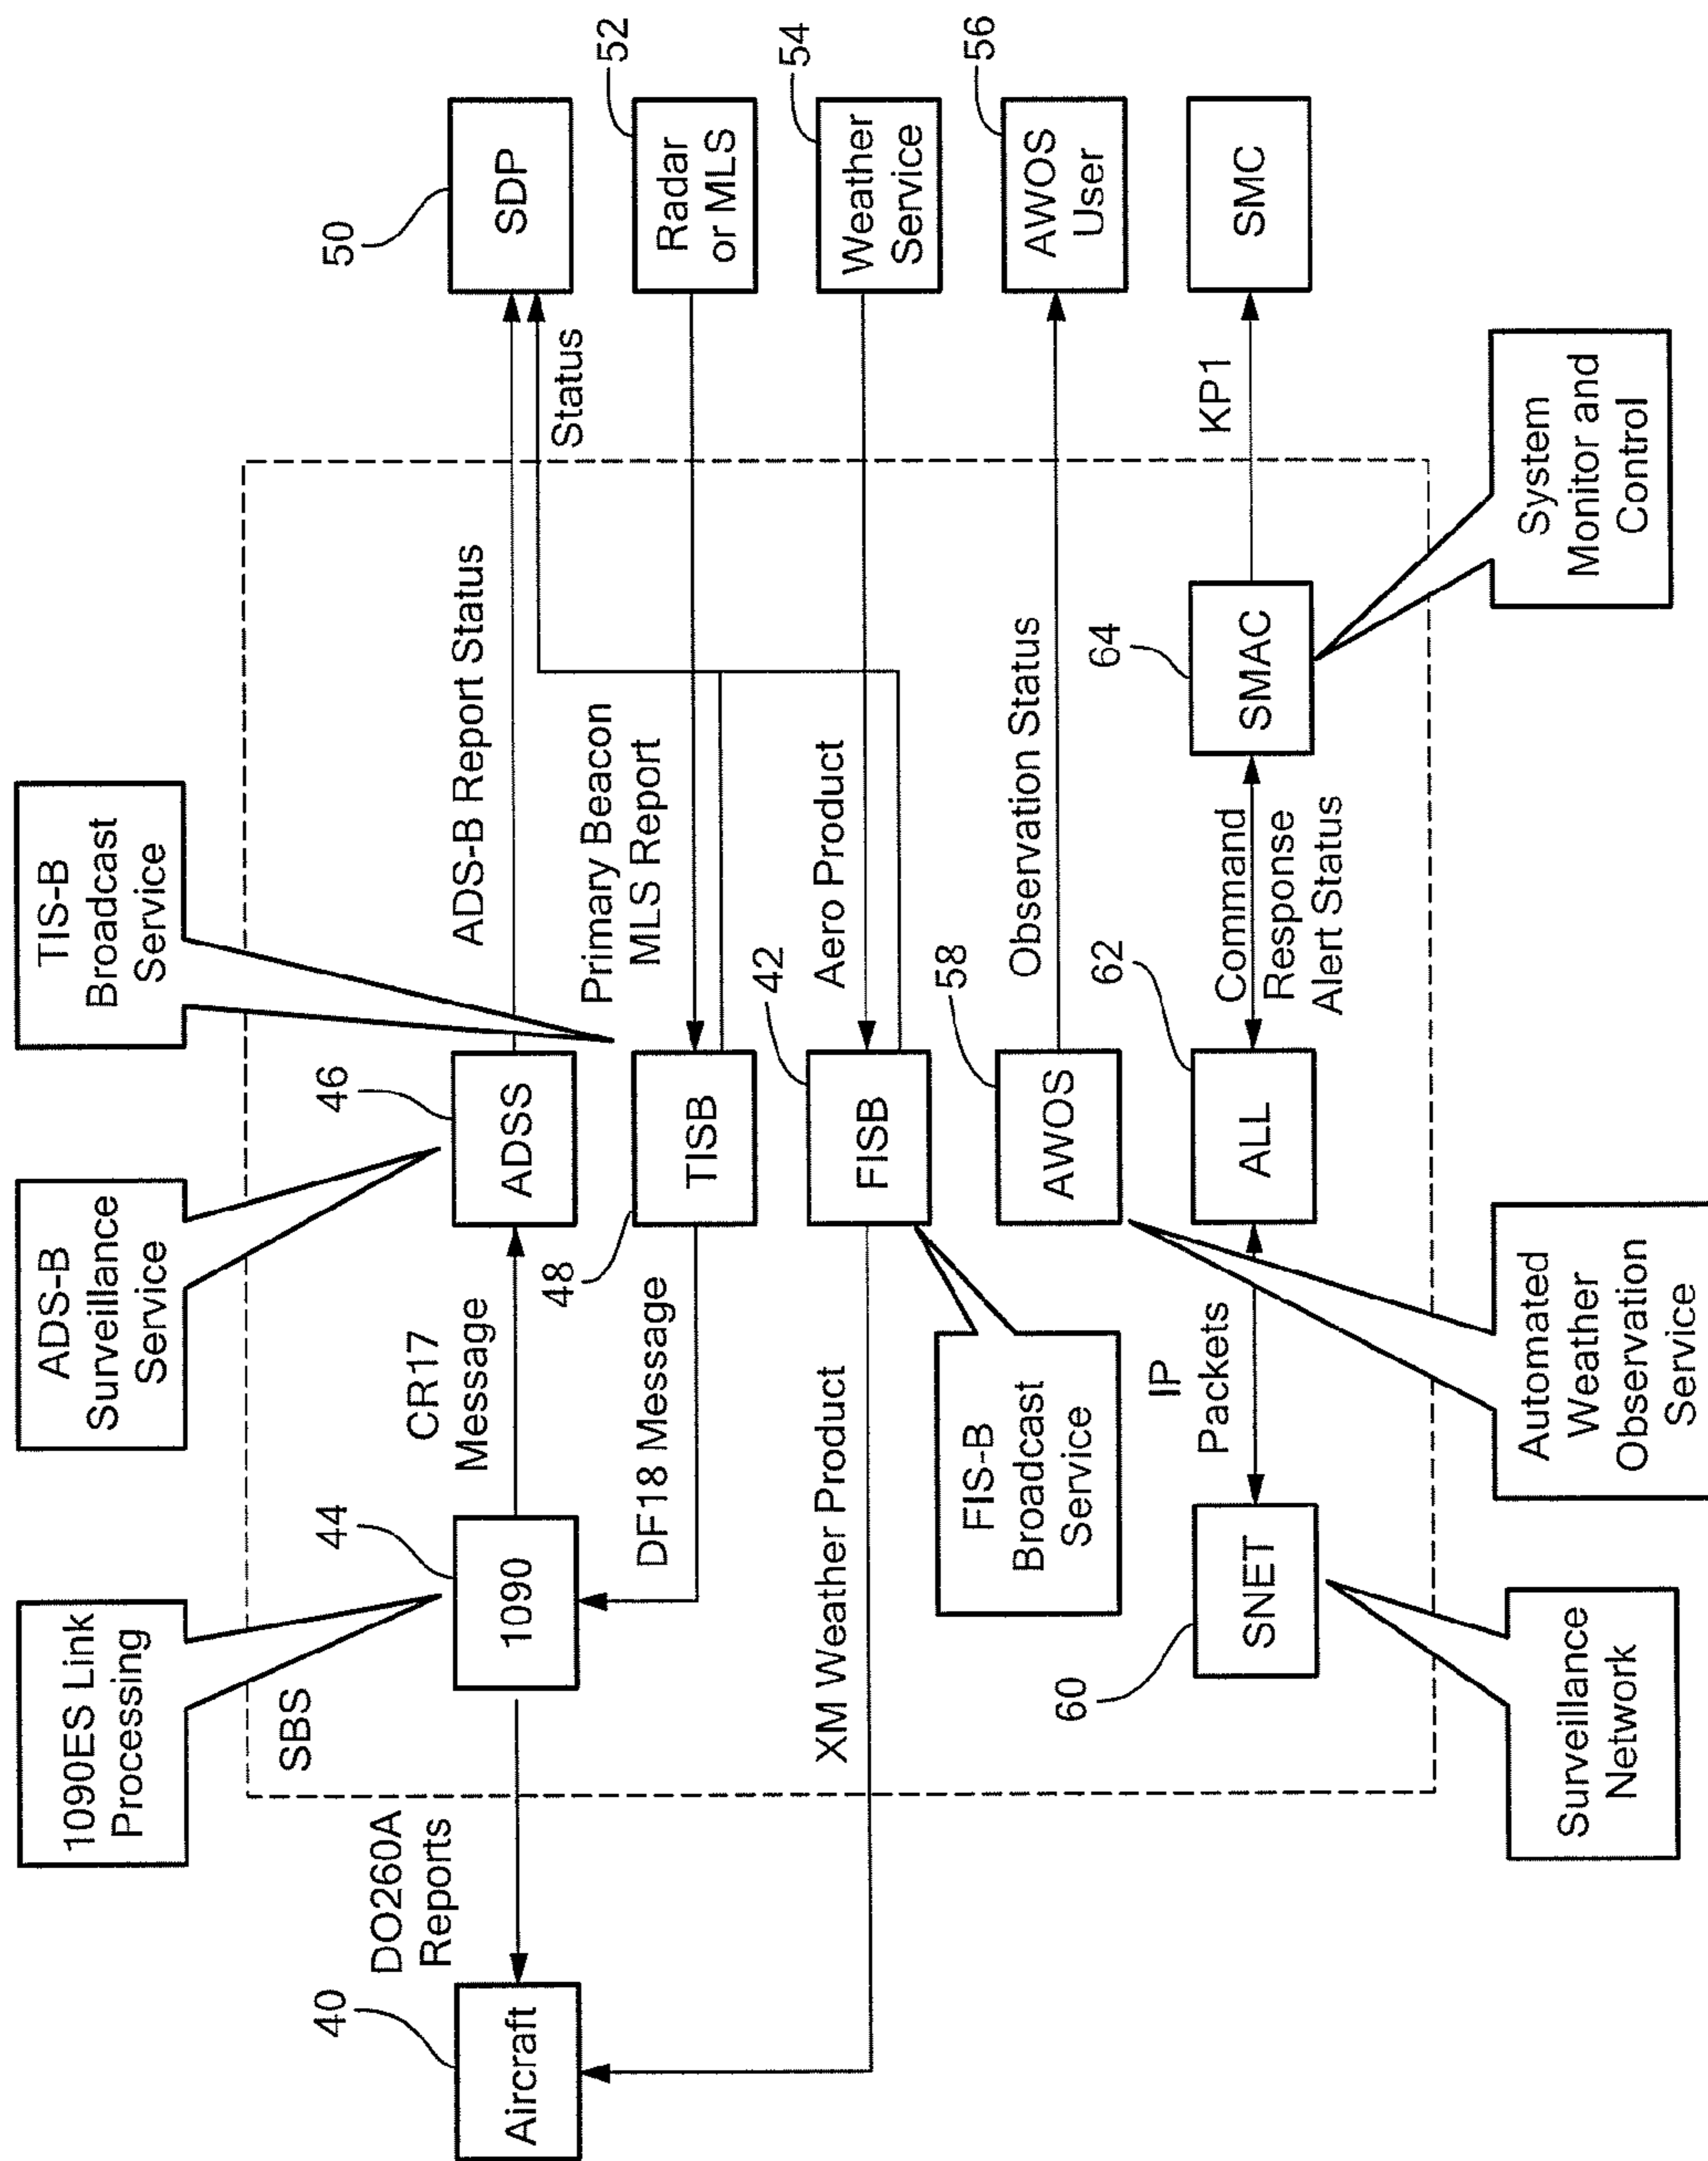 1090ES Link
Processing
ADS-B
Surveillance
Service
TIS-B
Broadcast
Service
SBS
40
Aircraft
DO260A
Reports
44
1090
CR17
Message
46
ADSS
ADS-B Report Status
50
SDP
Status
DF18 Message
48
TISB
Primary Beacon
MLS Report
52
Radar
or MLS
XM Weather Product
42
FISB
Aero Product
54
Weather
Service
FIS-B
Broadcast
Service
58
AWOS
Observation Status
56
AWOS
User
60
SNET
IP
Packets
62
ALL
Command
Response
Alert Status
64
SMAC
KP1
SMC
Surveillance
Network
Automated
Weather
Observation
Service
System
Monitor and
Control